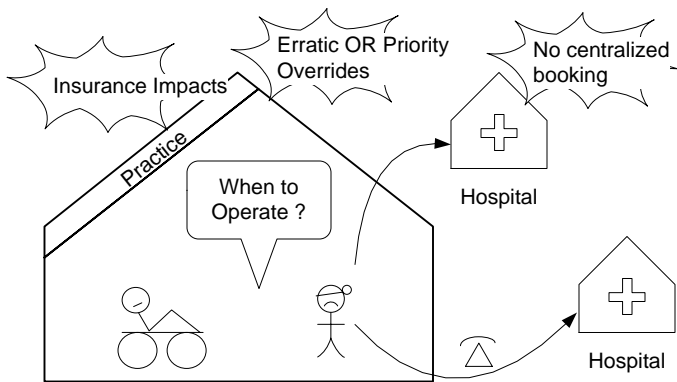 Erratic OR Priority
Overrides
No centralized
booking
Insurance Impacts
Practice
When to
Operate ?
Hospital
Hospital